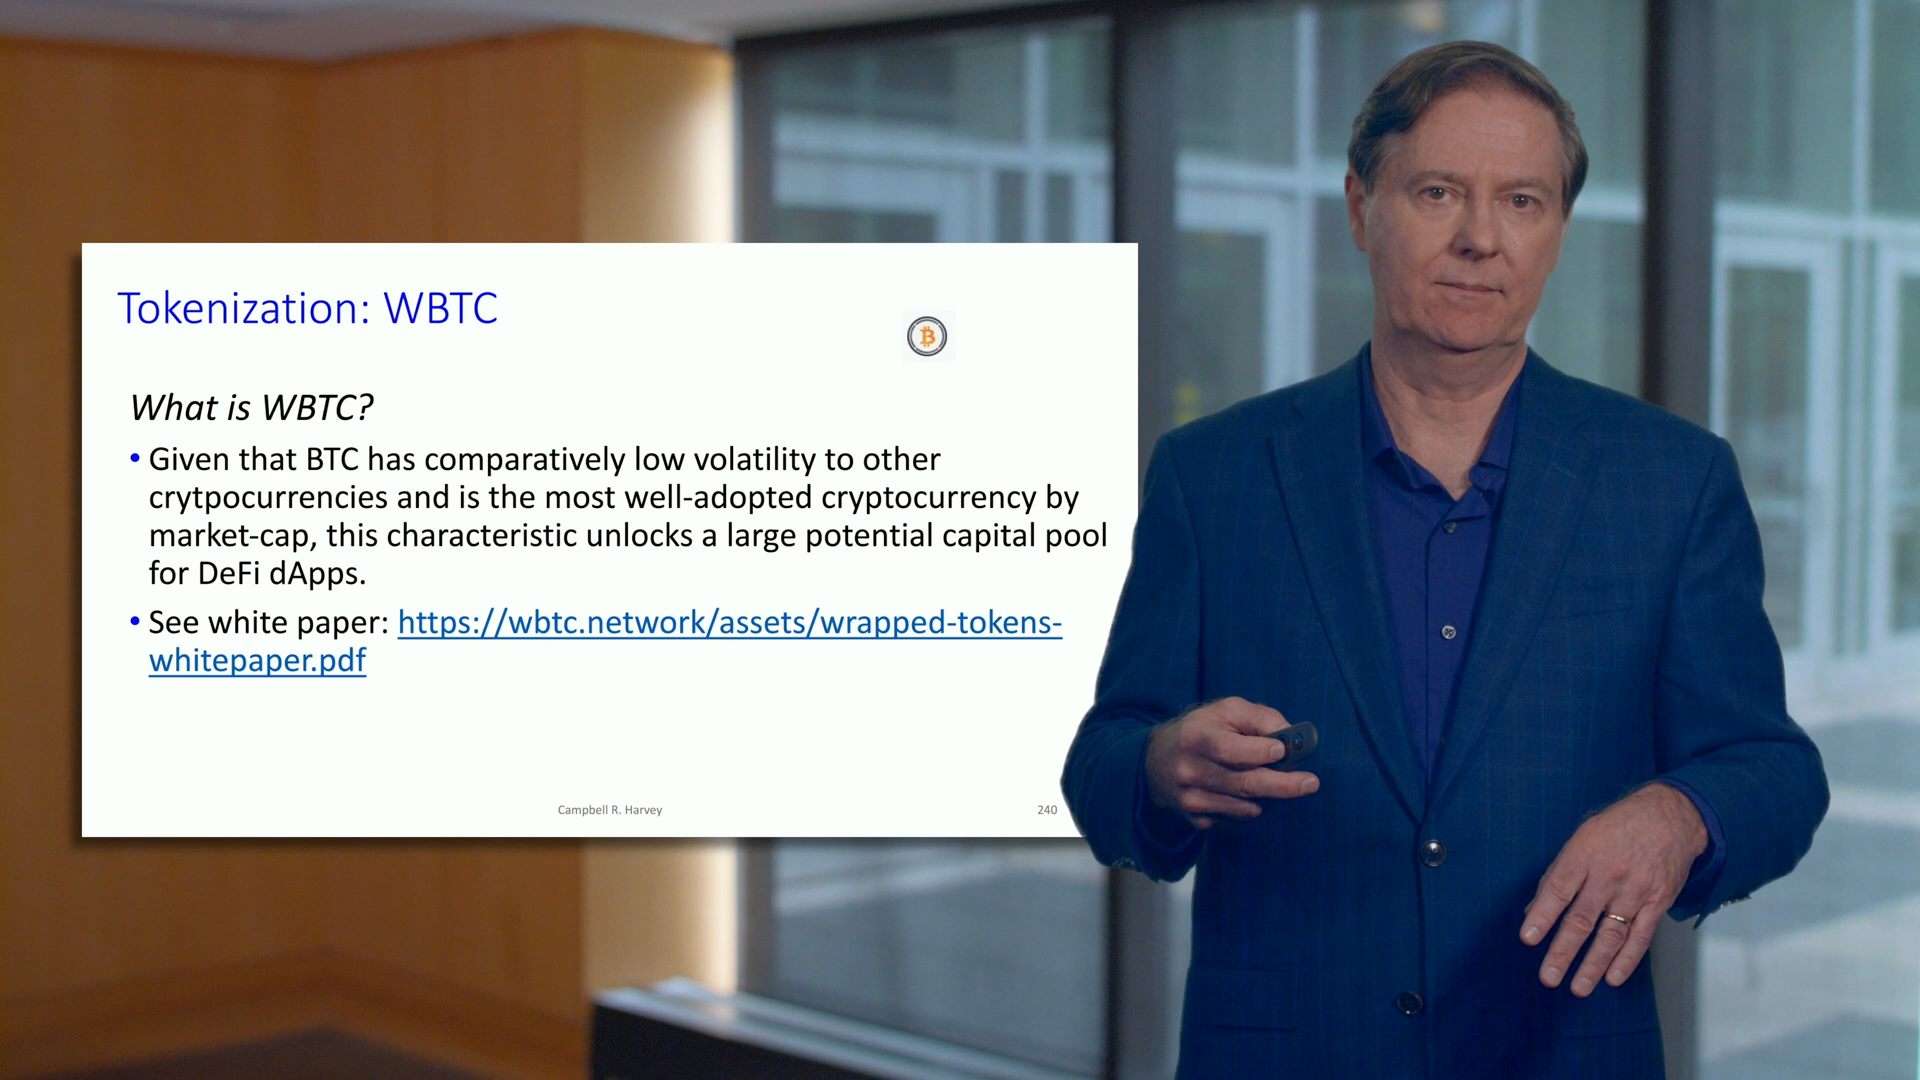 Tokenization: WBTC
What is WBTC?
• Given that BTC has comparatively low volatility to other
crytpocurrencies and is the most well-adopted cryptocurrency by
market-cap, this characteristic unlocks a large potential capital pool
for DeFi dApps.
• See white paper: https://wbtc.network/assets/wrapped-tokens-
whitepaper.pdf
Campbell R. Harvey
240